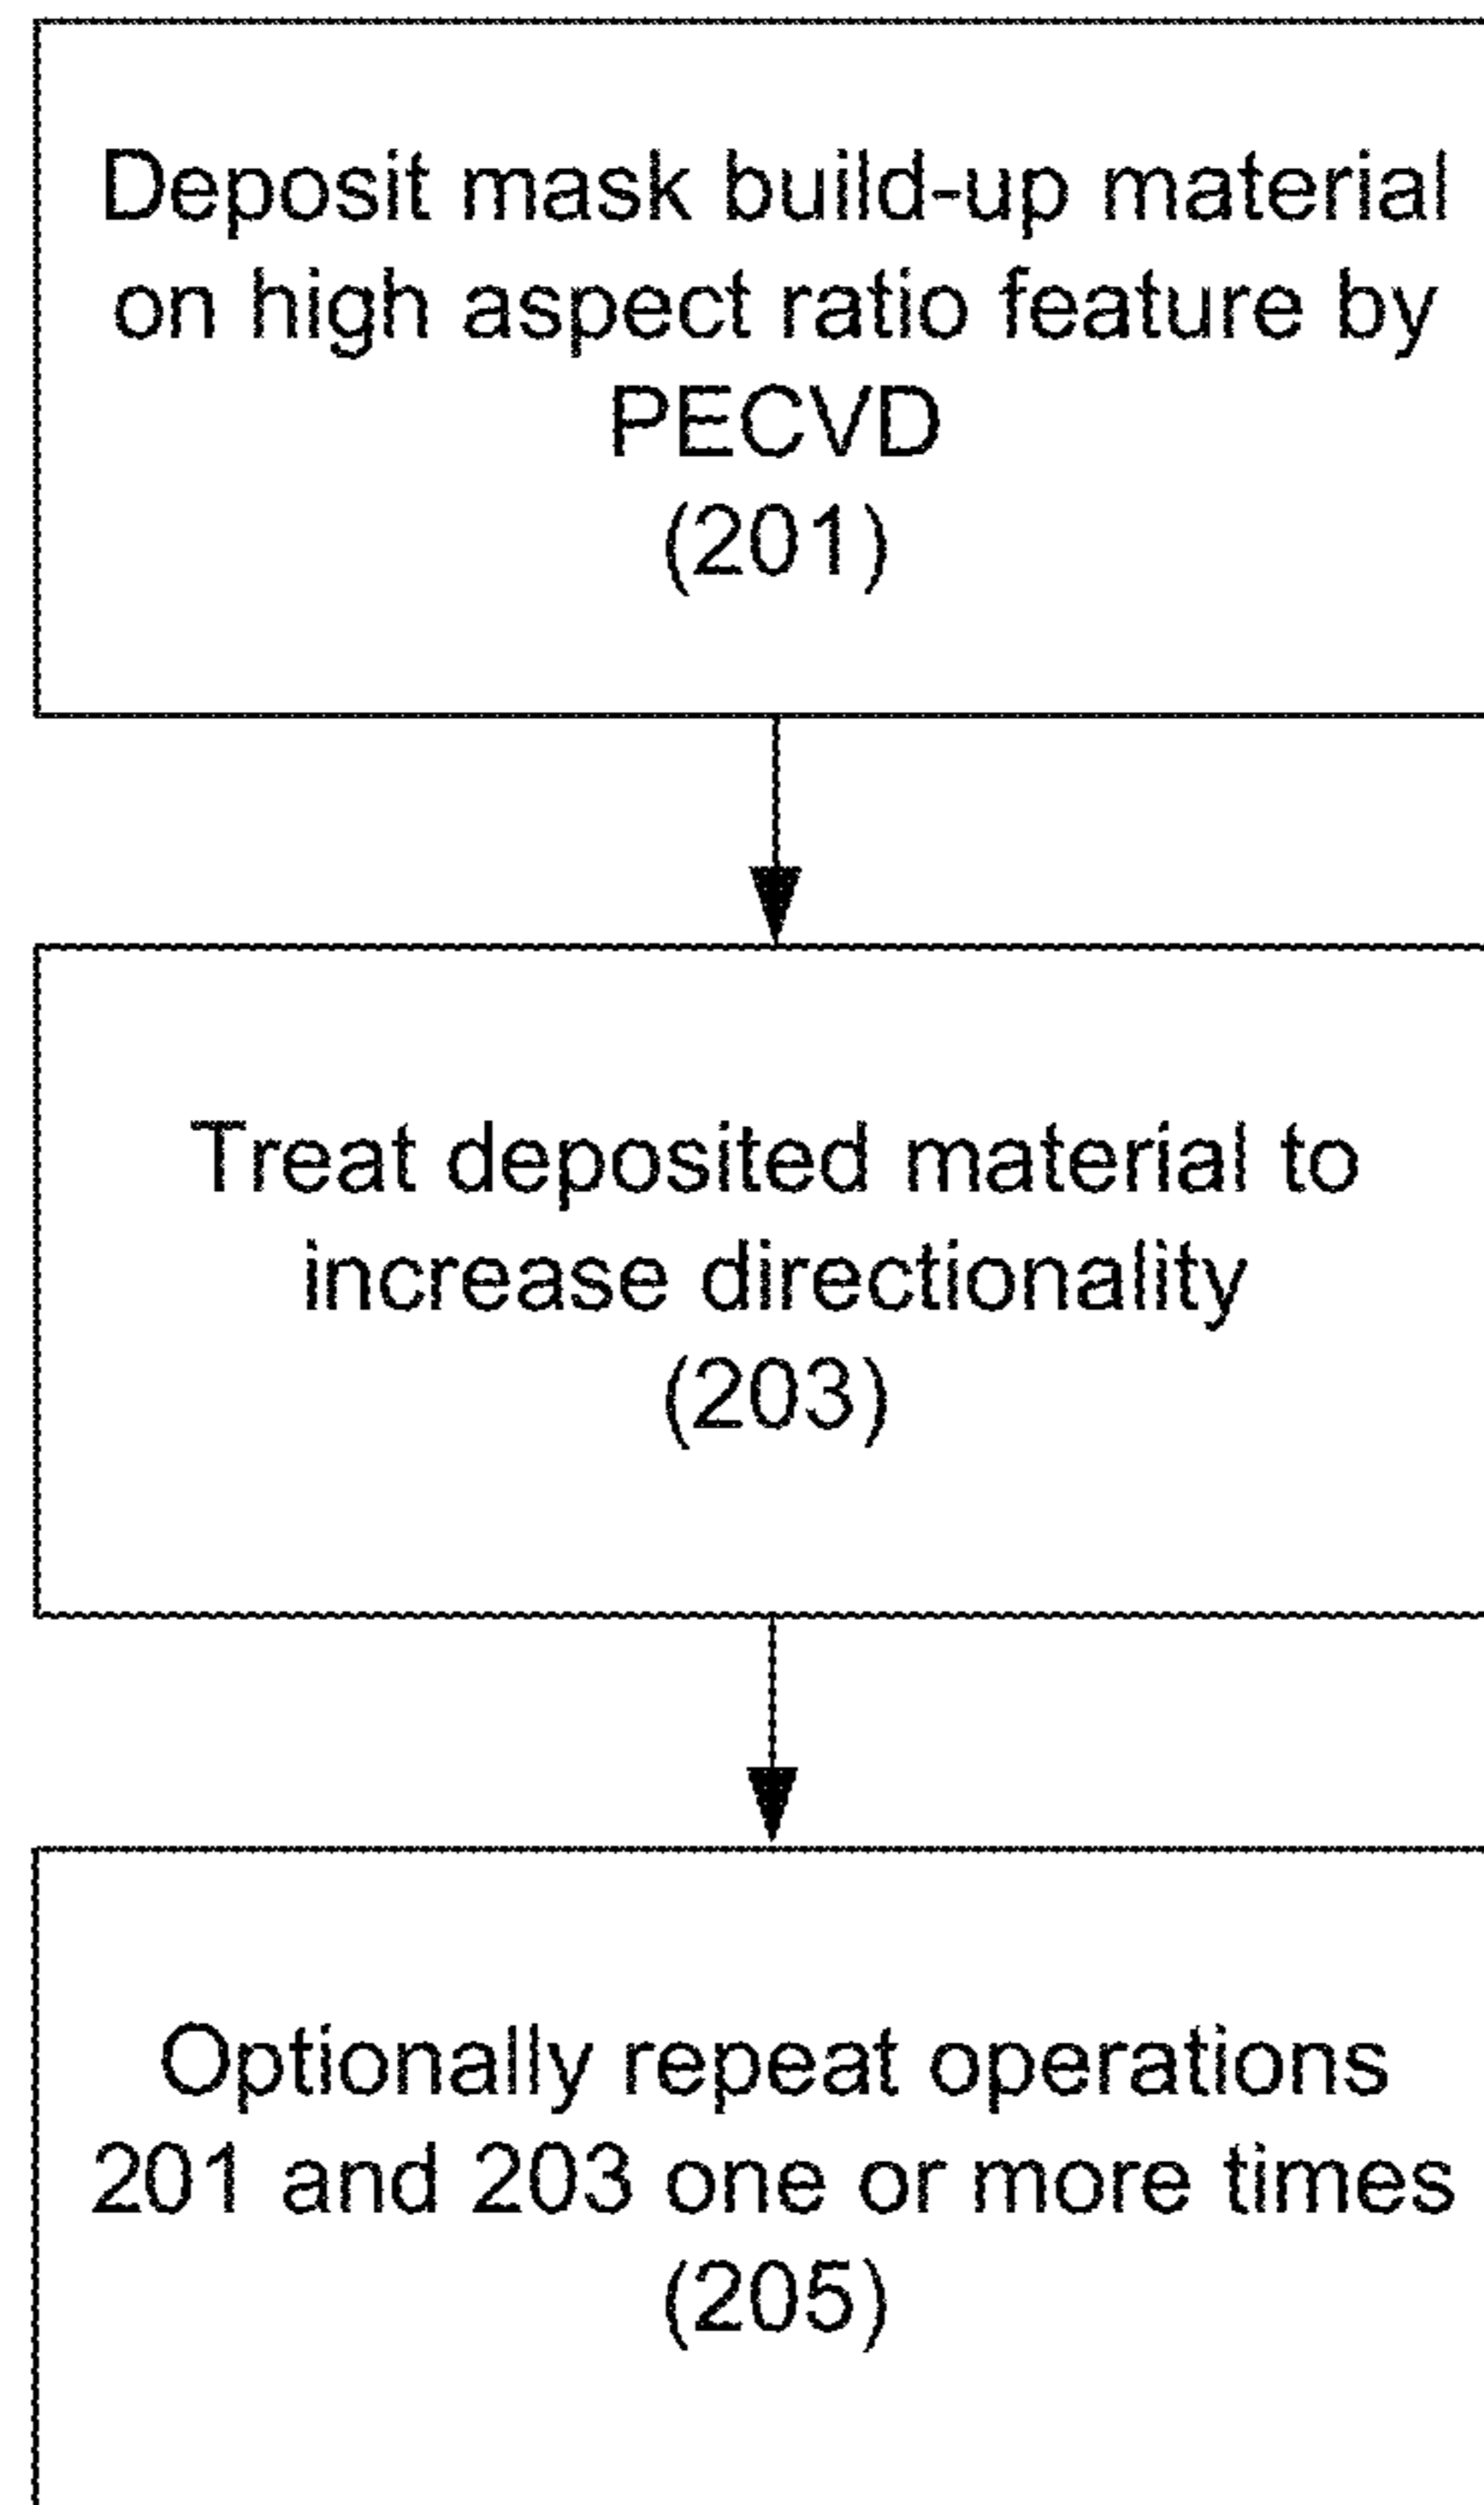 Deposit mask build-up material
on high aspect ratio feature by
PECVD
(201)
Treat deposited material to
increase directionality
(203)
Optionally repeat operations
201 and 203 one or more times
(205)